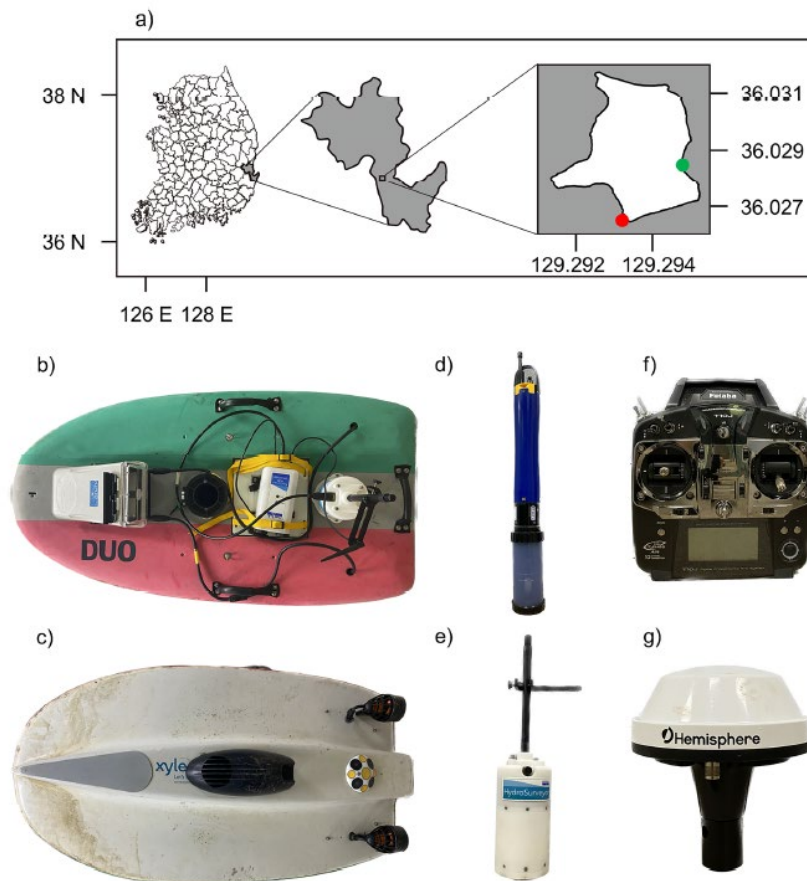 a)
38 N
36 N
126 E 128 E
36.031
36.029
36.027
129.292 129.294
b)
d)
f)
DUO
Futaba
c)
e)
g)
xyle
HydroSurveyor
Hemisphere